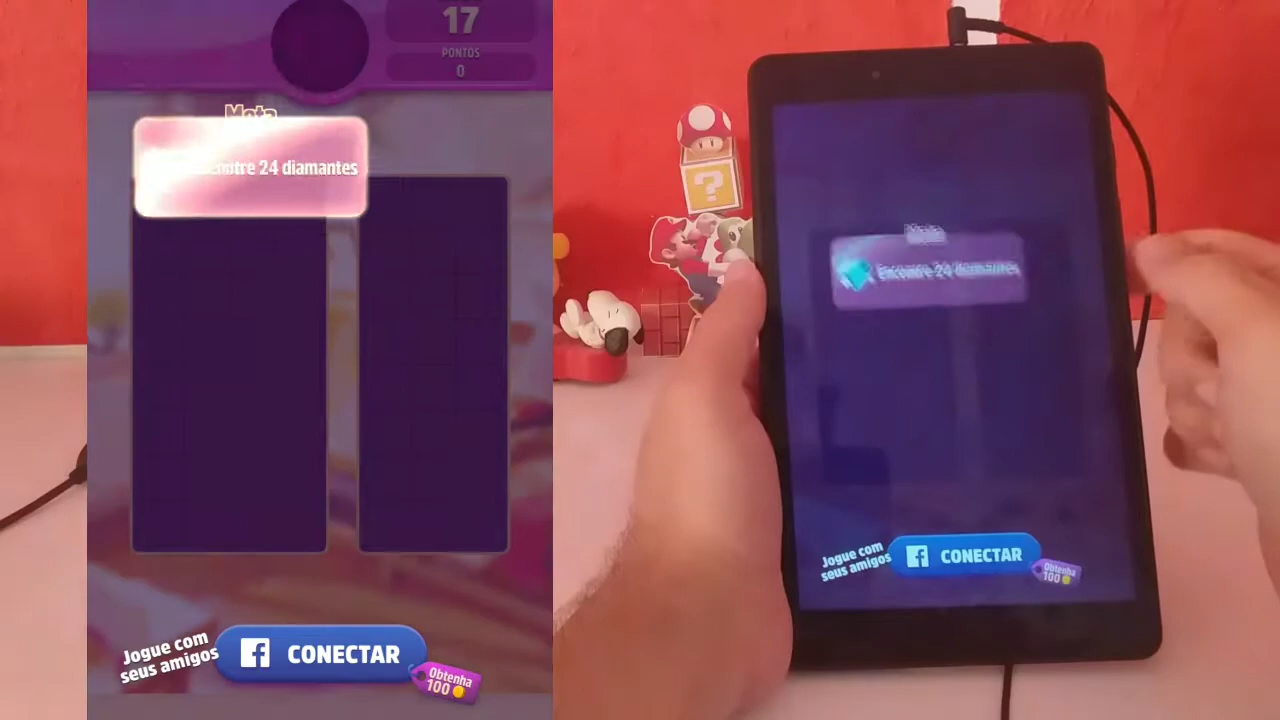 17
PONTOS
0
Meta
Encontre 24 diamantes
Jogue com
seus amigos
CONECTAR
Obtenha
100
?
Meta
Encontre 24 diamantes
Jogue com
seus amigos
CONECTAR
Obtenha
100